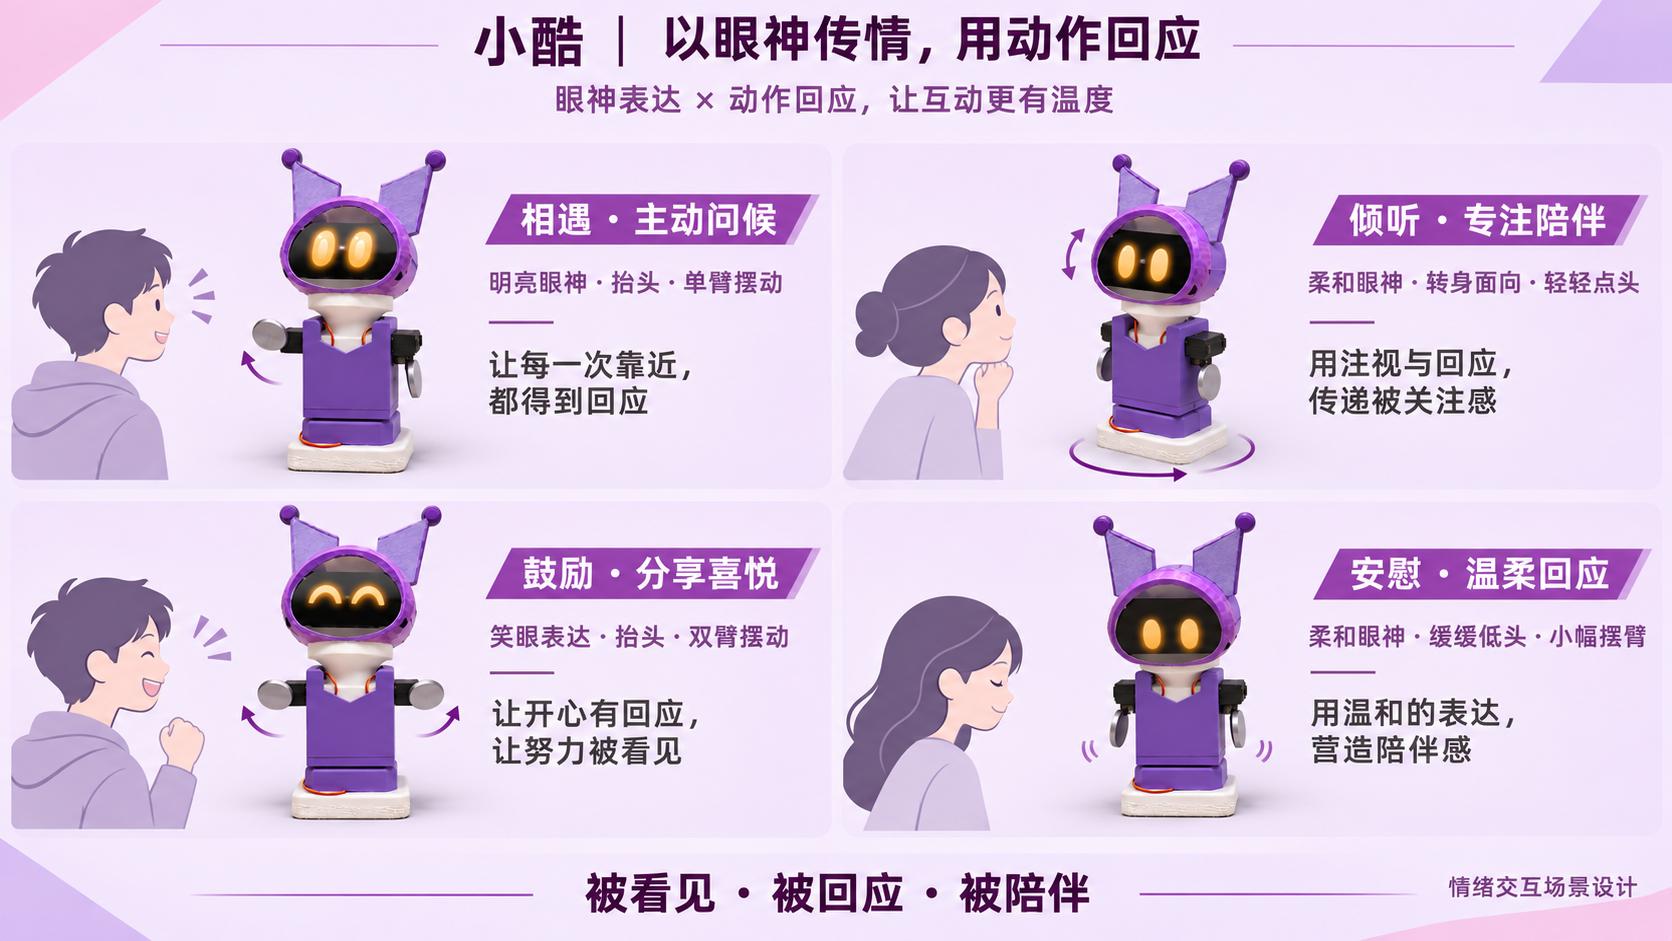 小酷 | 以眼神传情，用动作回应
眼神表达 × 动作回应，让互动更有温度
相遇·主动问候
明亮眼神·抬头·单臂摆动
让每一次靠近，
都得到回应
倾听·专注陪伴
柔和眼神·转身面向·轻轻点头
用注视与回应，
传递被关注感
鼓励·分享喜悦
笑眼表达·抬头·双臂摆动
让开心有回应，
让努力被看见
安慰·温柔回应
柔和眼神·缓缓低头·小幅摆臂
用温和的表达，
营造陪伴感
被看见·被回应·被陪伴
情绪交互场景设计